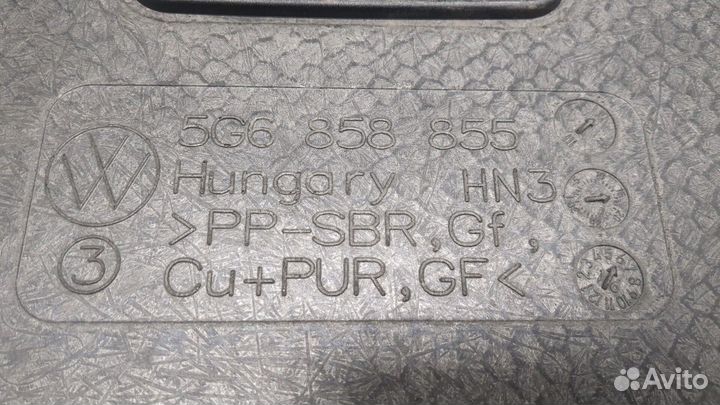 5G6 858 855
Hungary HN3
>PP-SBR,Gf,
Cu+PUR,GF<
3
Avito